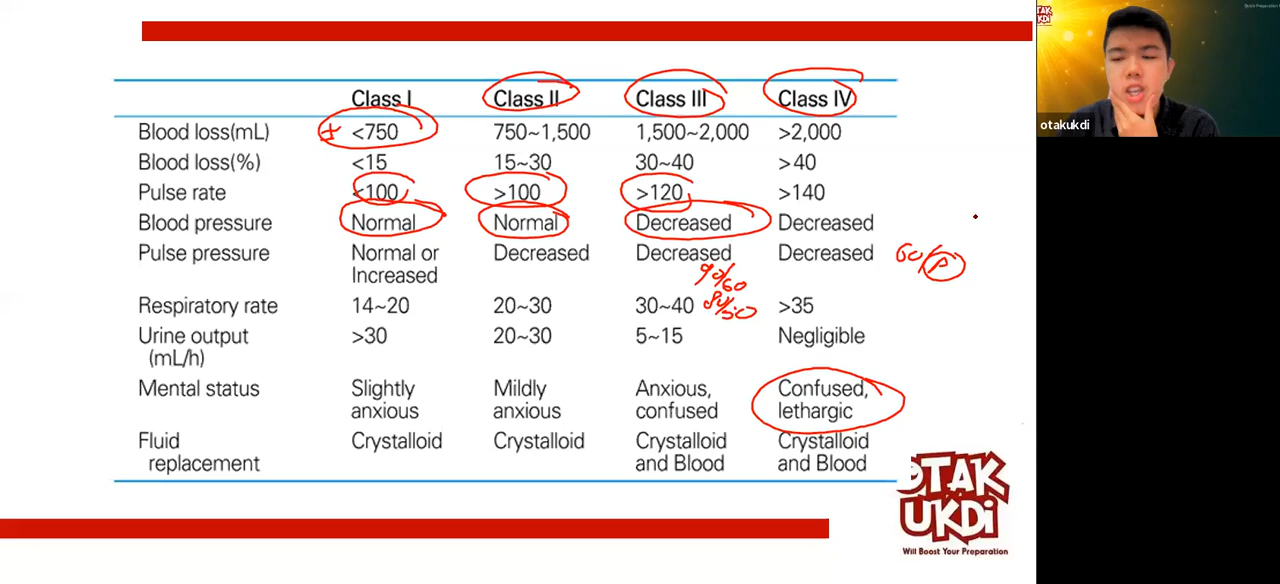 Class I Class II Class III Class IV
Blood loss(mL) + <750 750~1,500 1,500~2,000 >2,000
Blood loss(%) <15 15~30 30~40 >40
Pulse rate <100 >100 >120 >140
Blood pressure Normal Normal Decreased Decreased
Pulse pressure Normal or Decreased Decreased Decreased 60/P
Increased
90/60
Respiratory rate 14~20 20~30 30~40 >35
80/50
Urine output >30 20~30 5~15 Negligible
(mL/h)
Mental status Slightly Mildly Anxious, Confused,
anxious anxious confused lethargic
Fluid Crystalloid Crystalloid Crystalloid Crystalloid
replacement and Blood and Blood
OTAK
UKDi
Will Boost Your Preparation
OTAK
UKDi
otakukdi